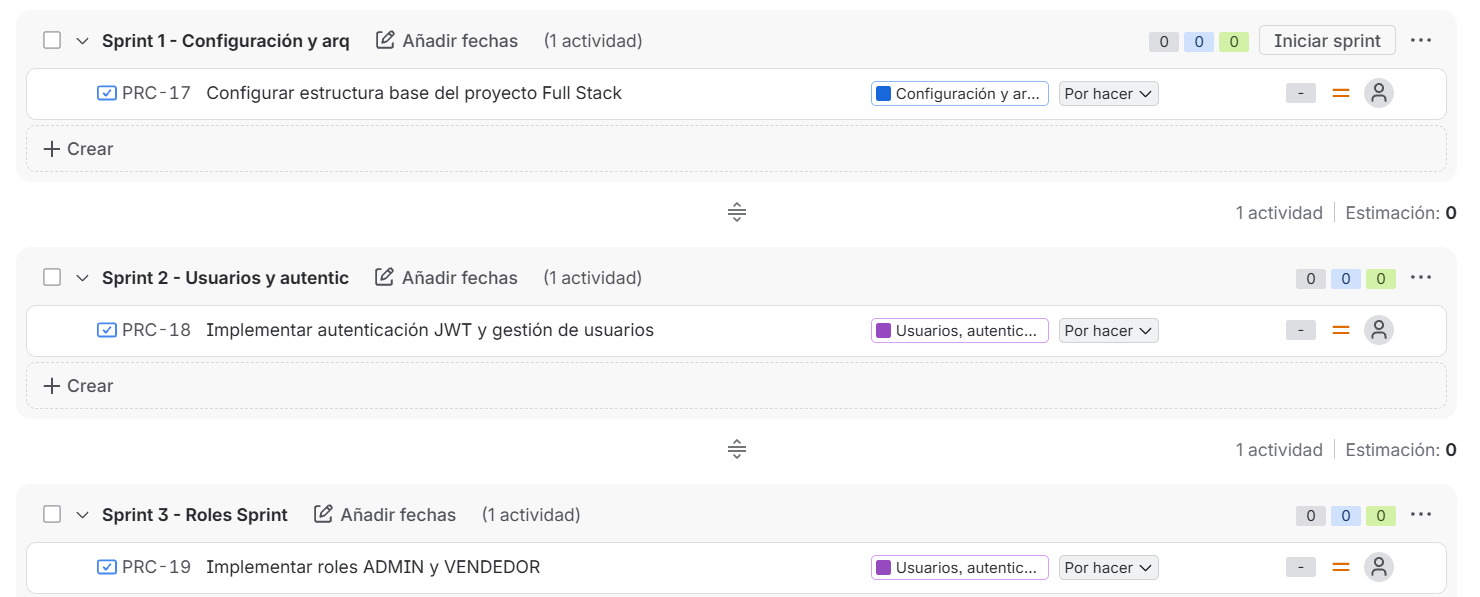 Sprint 1 - Configuración y arq Añadir fechas (1 actividad) 0 0 0 Iniciar sprint ···
PRC-17 Configurar estructura base del proyecto Full Stack Configuración y ar... Por hacer -
+ Crear
1 actividad Estimación: 0
Sprint 2 - Usuarios y autentic Añadir fechas (1 actividad) 0 0 0 ···
PRC-18 Implementar autenticación JWT y gestión de usuarios Usuarios, autentic... Por hacer -
+ Crear
1 actividad Estimación: 0
Sprint 3 - Roles Sprint Añadir fechas (1 actividad) 0 0 0 ···
PRC-19 Implementar roles ADMIN y VENDEDOR Usuarios, autentic... Por hacer -